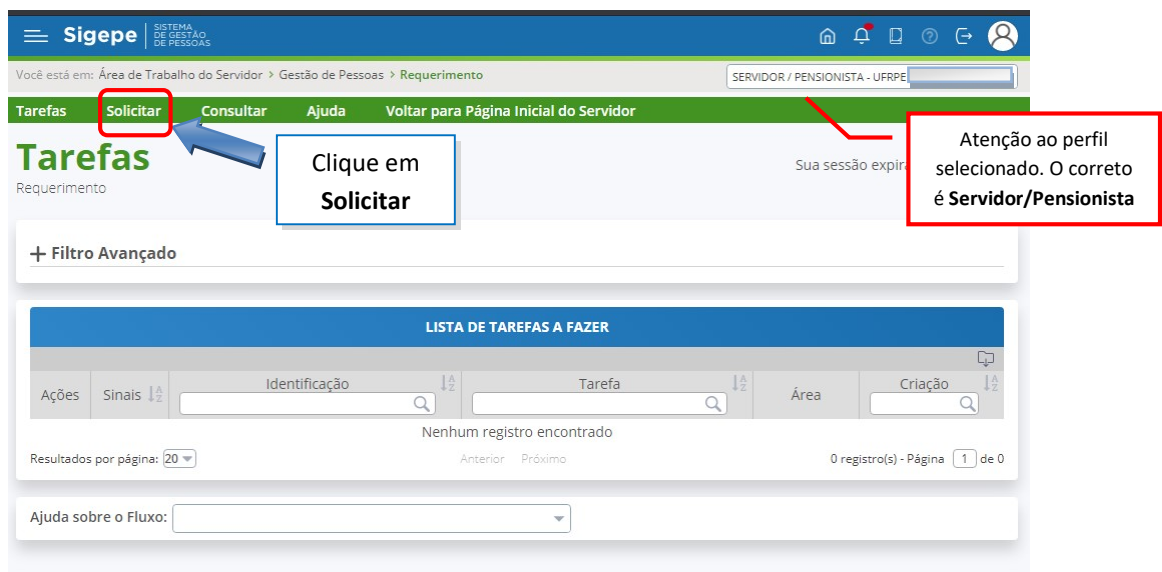 Sigepe SISTEMA
DE GESTÃO
DE PESSOAS
Você está em: Área de Trabalho do Servidor > Gestão de Pessoas > Requerimento
SERVIDOR / PENSIONISTA - UFRPE
Tarefas Solicitar Consultar Ajuda Voltar para Página Inicial do Servidor
Tarefas
Requerimento
Clique em
Solicitar
Sua sessão
Atenção ao perfil
selecionado. O correto
é Servidor/Pensionista
+ Filtro Avançado
LISTA DE TAREFAS A FAZER
Ações Sinais Identificação Tarefa Área Criação
Nenhum registro encontrado
Resultados por página: 20 Anterior Próximo 0 registro(s) - Página 1 de 0
Ajuda sobre o Fluxo: